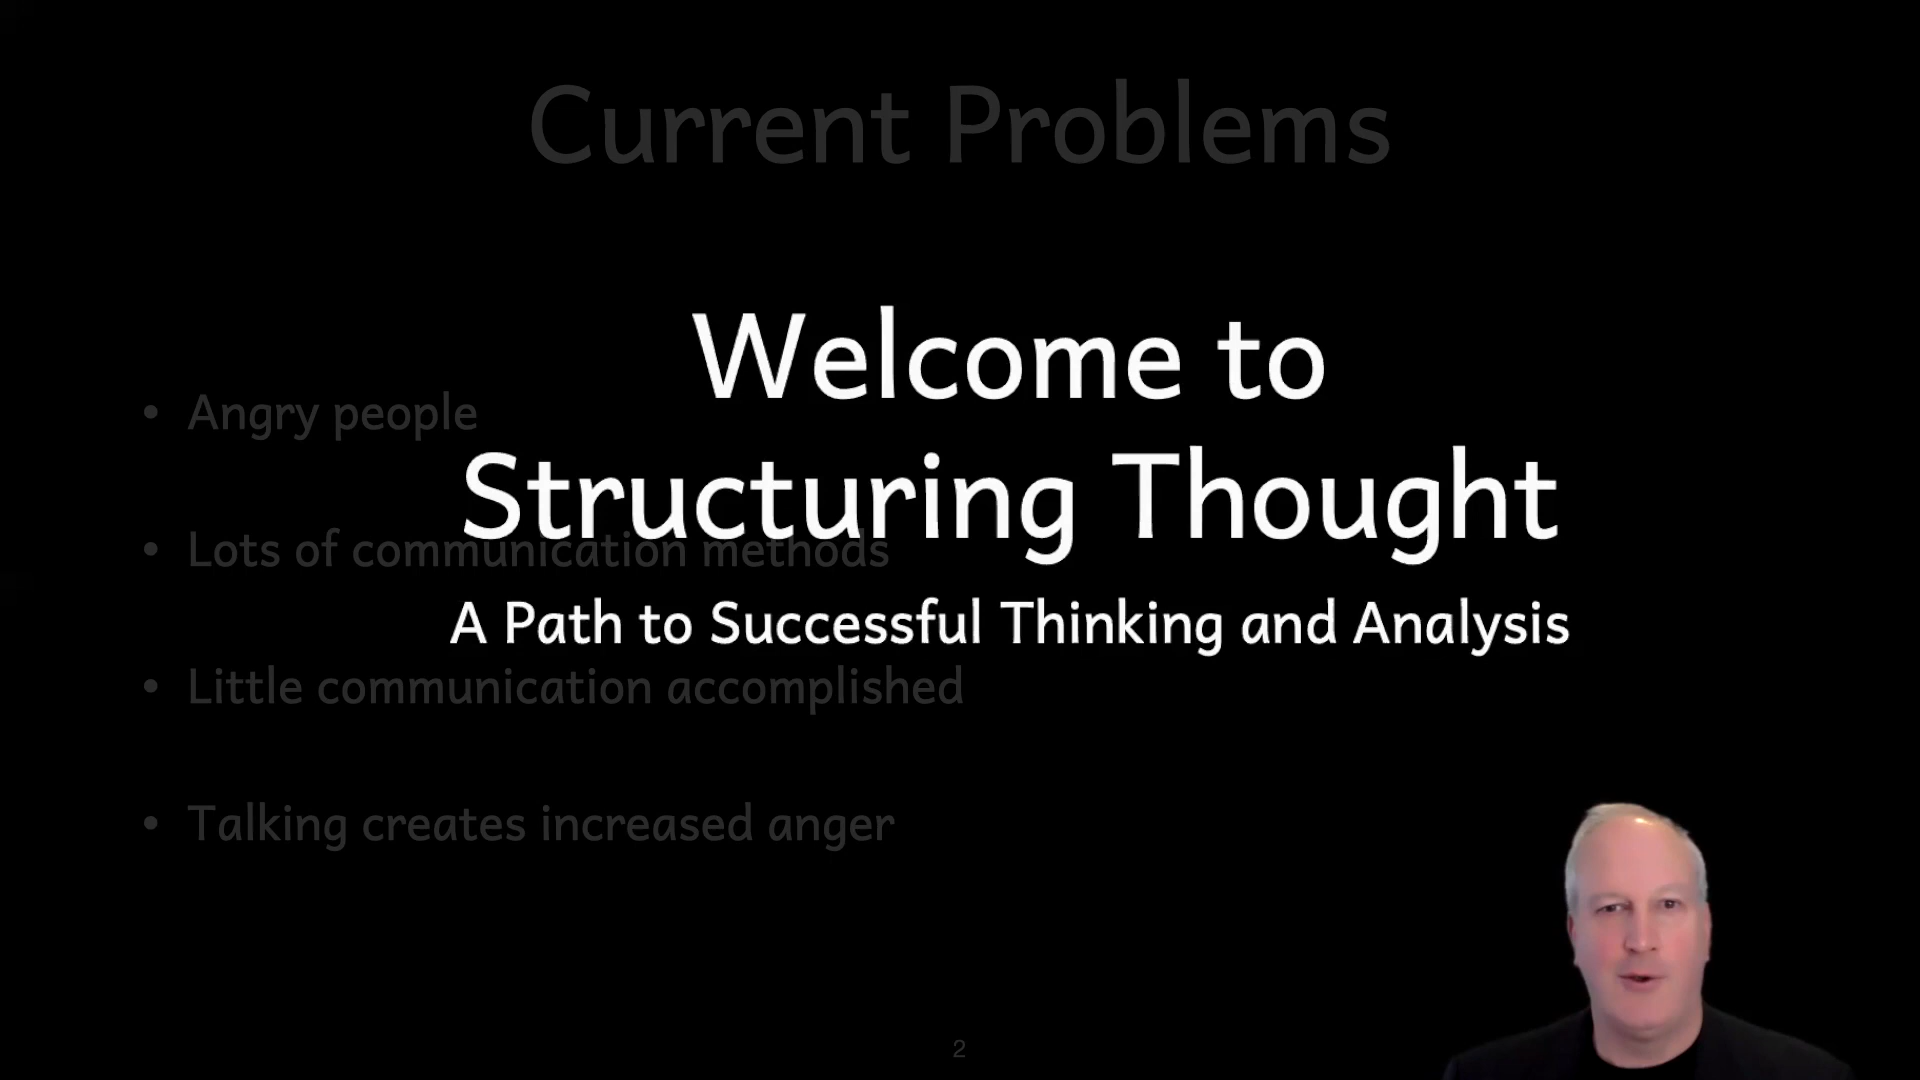 Current Problems
Welcome to
Structuring Thought
A Path to Successful Thinking and Analysis
• Angry people
• Lots of communication methods
• Little communication accomplished
• Talking creates increased anger
2